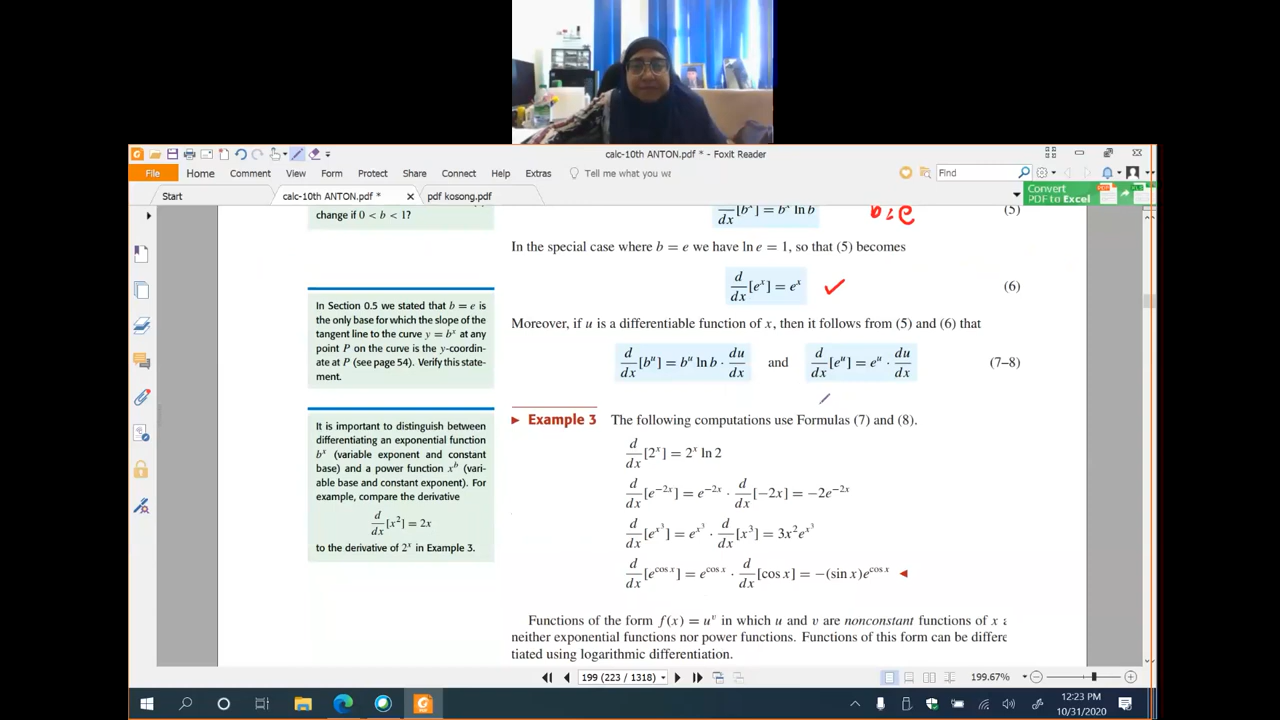 calc-10th ANTON.pdf * - Foxit Reader
File Home Comment View Form Protect Share Connect Help Extras Tell me what you wa Find
Convert
PDF to Excel
Start calc-10th ANTON.pdf * pdf kosong.pdf
change if 0 < b < 1?
d/dx [b^x] = b^x ln b (5)
In the special case where b = e we have ln e = 1, so that (5) becomes
d/dx [e^x] = e^x ✓ (6)
In Section 0.5 we stated that b = e is
the only base for which the slope of the
tangent line to the curve y = b^x at any
point P on the curve is the y-coordin-
ate at P (see page 54). Verify this state-
ment.
Moreover, if u is a differentiable function of x, then it follows from (5) and (6) that
d/dx [b^u] = b^u ln b · du/dx and d/dx [e^u] = e^u · du/dx (7–8)
It is important to distinguish between
differentiating an exponential function
b^x (variable exponent and constant
base) and a power function x^b (vari-
able base and constant exponent). For
example, compare the derivative
d/dx [x^2] = 2x
to the derivative of 2^x in Example 3.
► Example 3 The following computations use Formulas (7) and (8).
d/dx [2^x] = 2^x ln 2
d/dx [e^{-2x}] = e^{-2x} · d/dx [−2x] = −2e^{-2x}
d/dx [e^{x^3}] = e^{x^3} · d/dx [x^3] = 3x^2 e^{x^3}
d/dx [e^{cos x}] = e^{cos x} · d/dx [cos x] = −(sin x)e^{cos x} ◄
Functions of the form f(x) = u^v in which u and v are nonconstant functions of x
neither exponential functions nor power functions. Functions of this form can be differe
tiated using logarithmic differentiation.
199 (223 / 1318) 199.67%
12:23 PM
10/31/2020